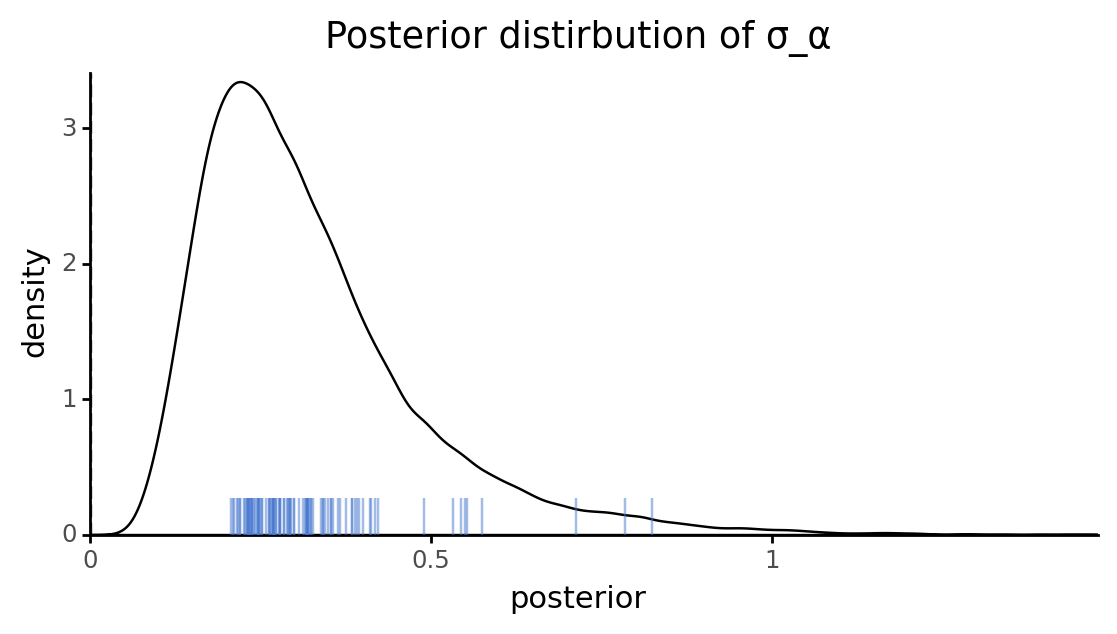 Posterior distirbution of σ_α
density
3
2
1
0
0
0.5
1
posterior